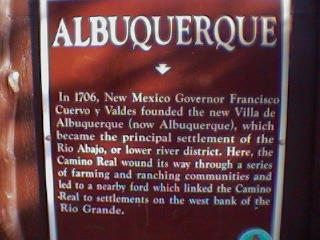 ALBUQUERQUE
In 1706, New Mexico Governor Francisco
Cuervo y Valdes founded the new Villa de
Albuquerque (now Albuquerque), which
became the principal settlement of the
Rio Abajo, or lower river district. Here, the
Camino Real wound its way through a series
of farming and ranching communities and
led to a nearby ford which linked the Camino
Real to settlements on the west bank of the
Rio Grande.